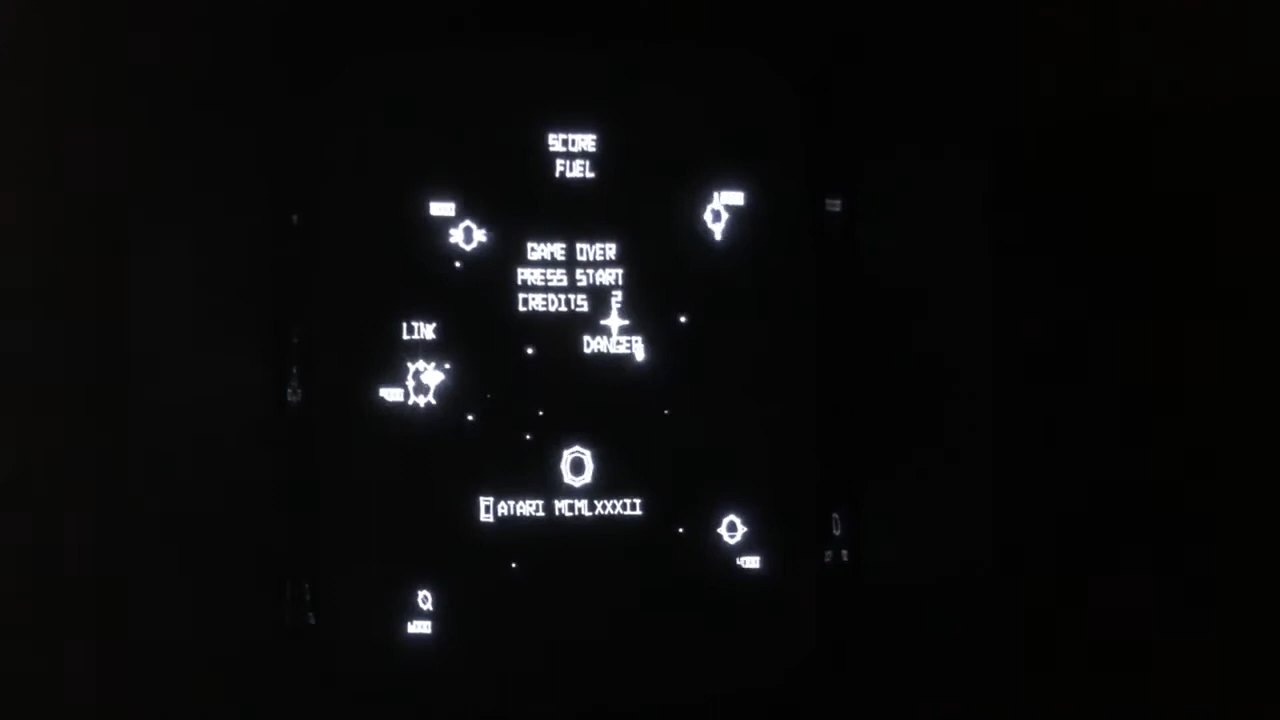 SCORE
FUEL
GAME OVER
PRESS START
CREDITS 2
LINK
DANGER
© ATARI MCMLXXXII